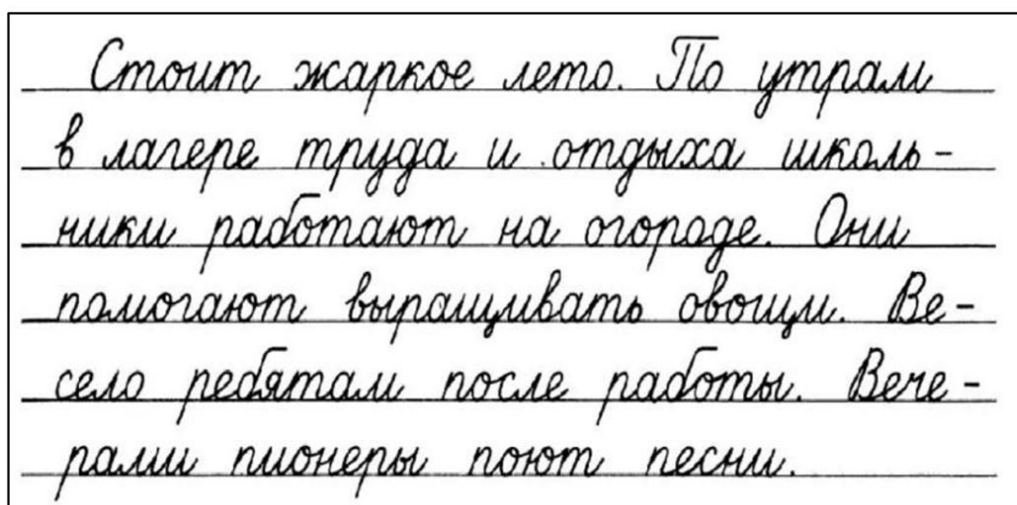 Стоит жаркое лето. По утрам
в лагере труда и отдыха школь-
ники работают на огороде. Они
помогают выращивать овощи. Ве-
село ребятам после работы. Вече-
рами пионеры поют песни.